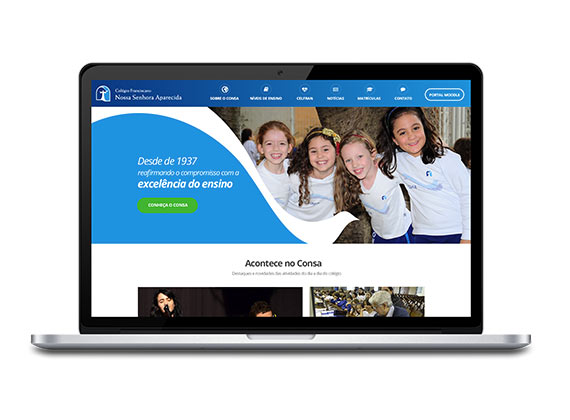 Colégio Franciscano
Nossa Senhora Aparecida
SOBRE O CONSA
NÍVEIS DE ENSINO
CELFRAN
NOTÍCIAS
MATRÍCULAS
CONTATO
PORTAL MOODLE
Desde de 1937
reafirmando o compromisso com a
excelência do ensino
CONHEÇA O CONSA
Acontece no Consa
Destaques e novidades das atividades do dia a dia do colégio.